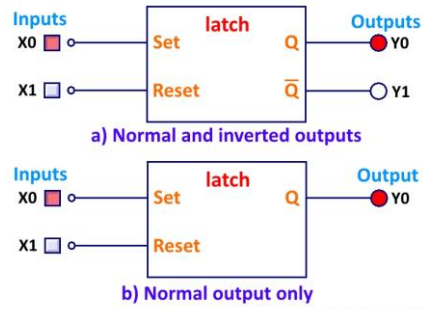 Inputs latch Outputs
X0 Set Q Y0
X1 Reset Q̅ Y1
a) Normal and inverted outputs
Inputs latch Output
X0 Set Q Y0
X1 Reset
b) Normal output only